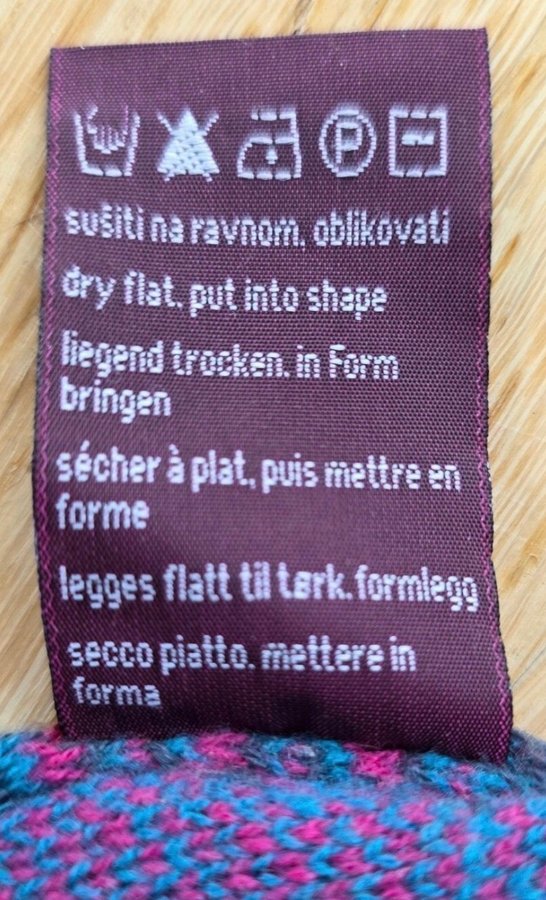 P
sušiti na ravnom, oblikovati
dry flat, put into shape
liegend trocken, in Form
bringen
sécher à plat, puis mettre en
forme
legges flatt til tørk.formlegg
secco piatto, mettere in
forma